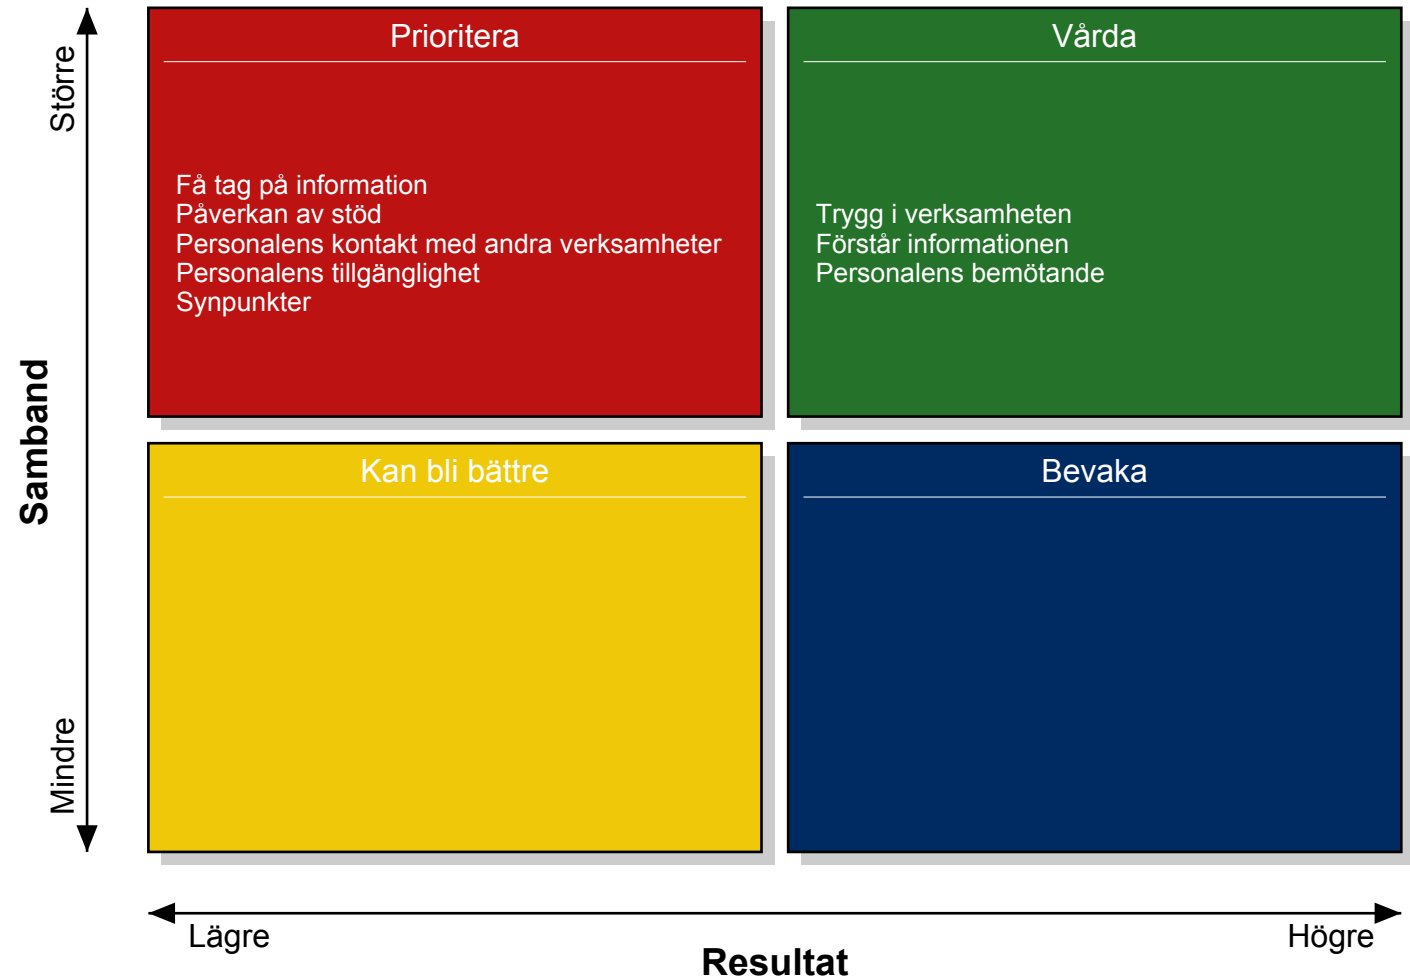 Större
Samband
Mindre
Prioritera
Få tag på information
Påverkan av stöd
Personalens kontakt med andra verksamheter
Personalens tillgänglighet
Synpunkter
Vårda
Trygg i verksamheten
Förstår informationen
Personalens bemötande
Kan bli bättre
Bevaka
Lägre
Högre
Resultat